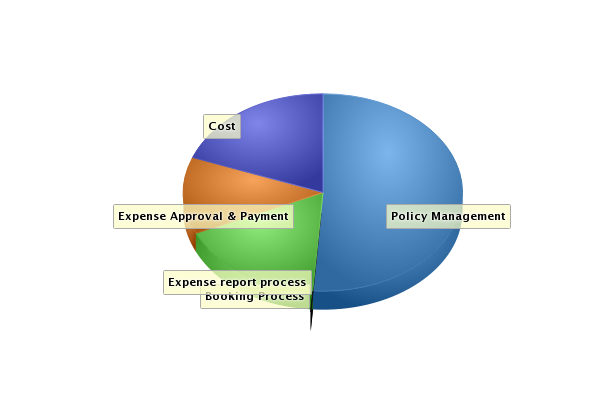 Cost
Expense Approval & Payment
Policy Management
Expense report process
Booking Process